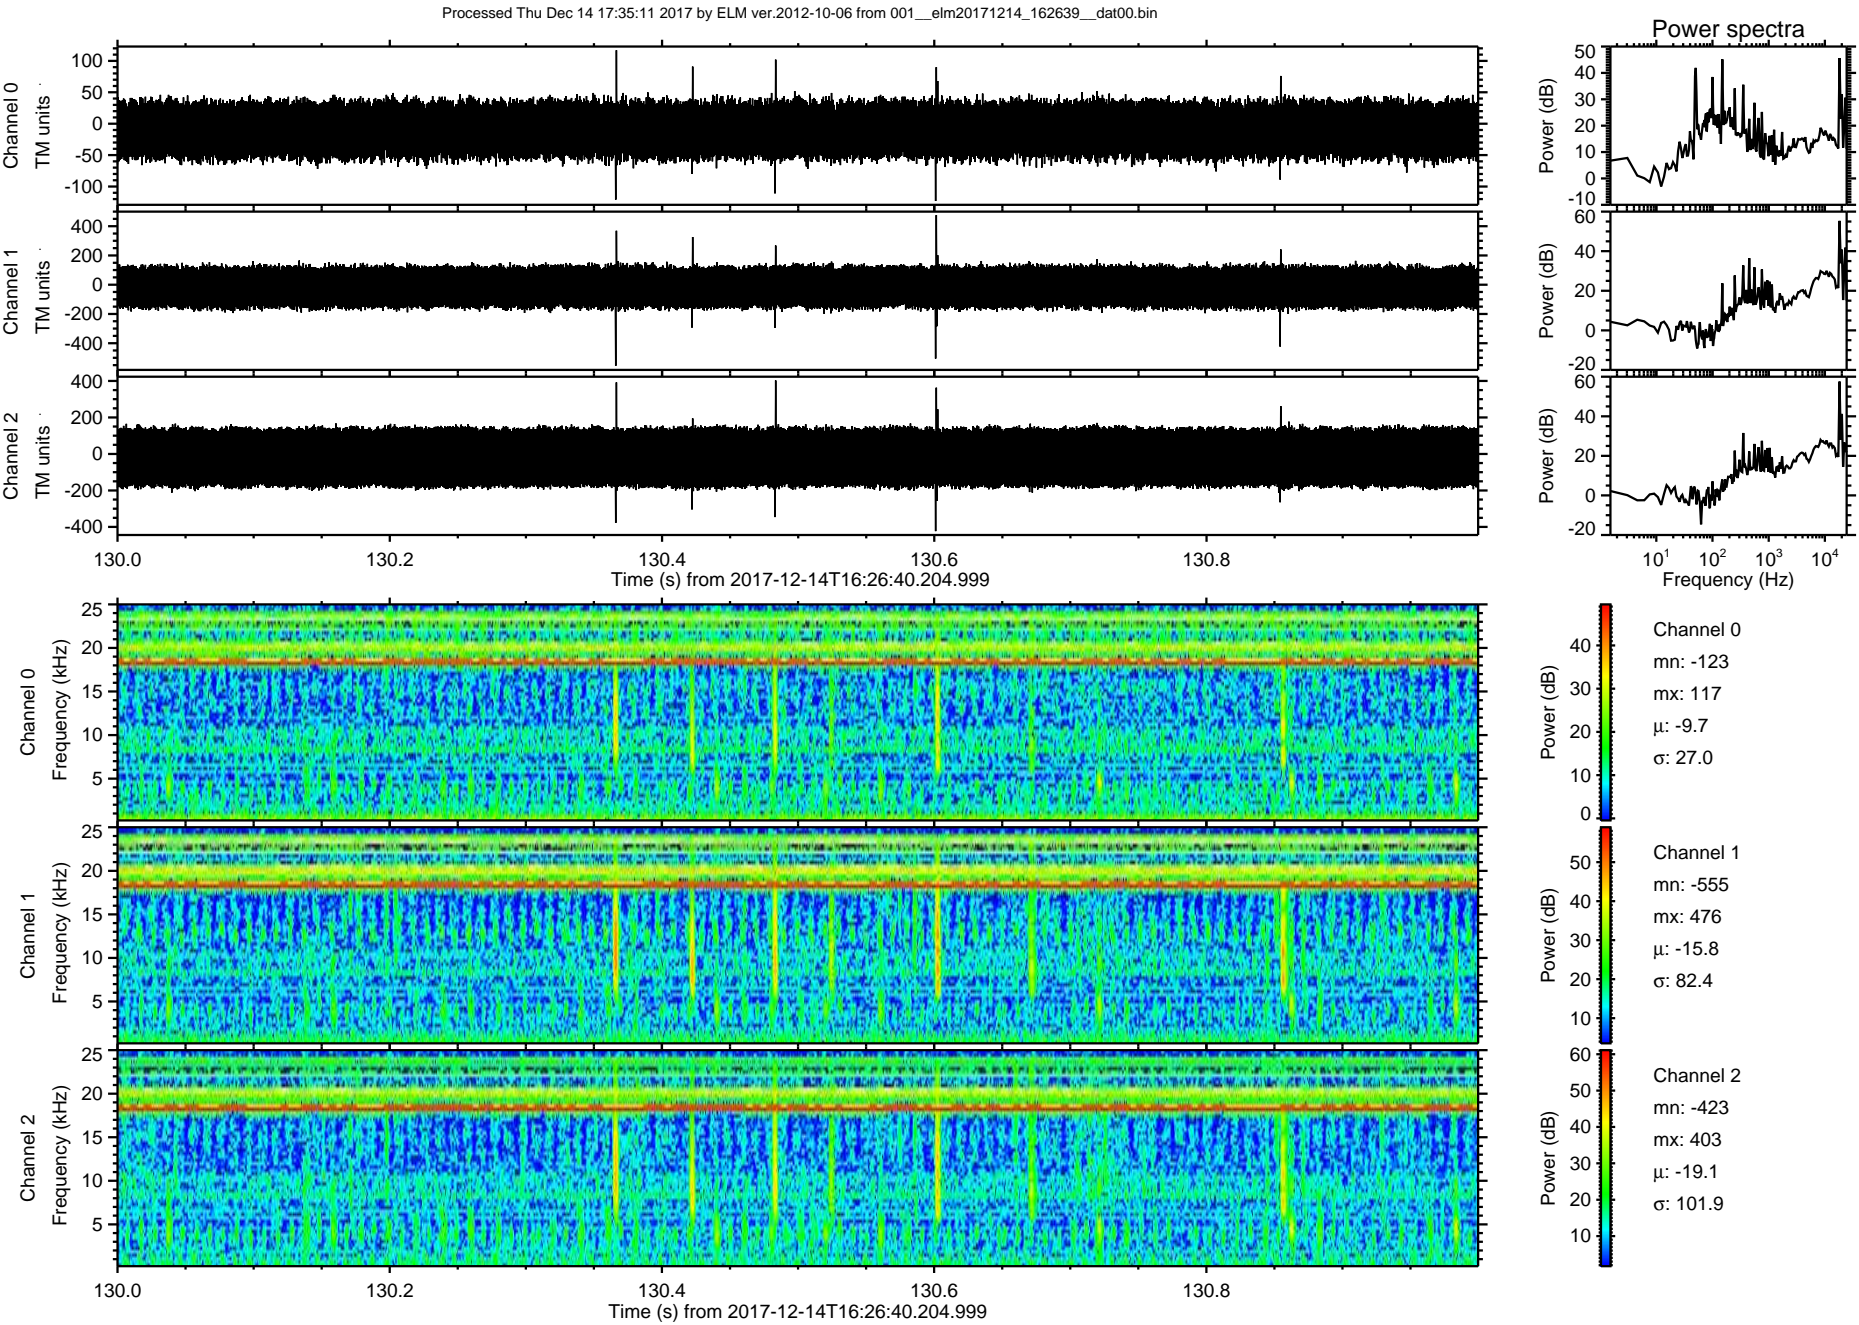 Processed Thu Dec 14 17:35:11 2017 by ELM ver.2012-10-06 from 001__elm20171214_162639__dat00.bin
Power spectra
Channel 0
TM units
100
50
0
-50
-100
Power (dB)
50
40
30
20
10
0
-10
Channel 1
TM units
400
200
0
-200
-400
Power (dB)
60
40
20
0
-20
Channel 2
TM units
400
200
0
-200
-400
Power (dB)
60
40
20
0
-20
130.0 130.2 130.4 130.6 130.8
Time (s) from 2017-12-14T16:26:40.204.999
10¹ 10² 10³ 10⁴
Frequency (Hz)
Channel 0
Frequency (kHz)
25
20
15
10
5
Power (dB)
40
30
20
10
0
Channel 0
mn: -123
mx: 117
µ: -9.7
σ: 27.0
Channel 1
Frequency (kHz)
25
20
15
10
5
Power (dB)
50
40
30
20
10
Channel 1
mn: -555
mx: 476
µ: -15.8
σ: 82.4
Channel 2
Frequency (kHz)
25
20
15
10
5
Power (dB)
60
50
40
30
20
10
Channel 2
mn: -423
mx: 403
µ: -19.1
σ: 101.9
130.0 130.2 130.4 130.6 130.8
Time (s) from 2017-12-14T16:26:40.204.999